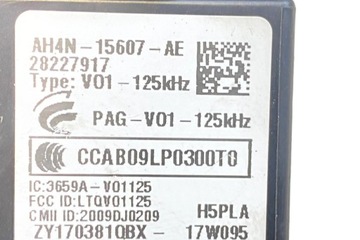 AH4N-15607-AE
28227917
Type: V01-125kHz
PAG-V01-125kHz
CCAB09LP0300T0
IC:3659A-V01125
FCC ID:LTQV01125
CMII ID:2009DJ0209
H5PLA
ZY170381QBX - 17W095